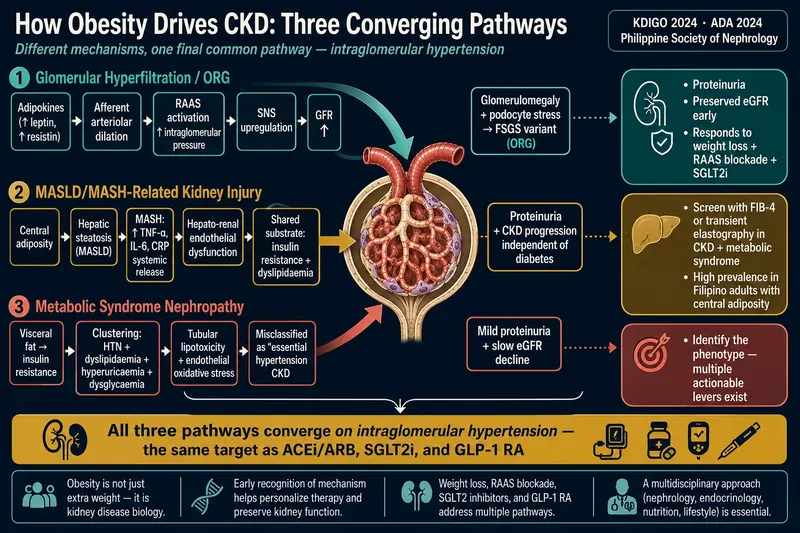 How Obesity Drives CKD: Three Converging Pathways
Different mechanisms, one final common pathway — intraglomerular hypertension
KDIGO 2024 · ADA 2024
Philippine Society of Nephrology
1 Glomerular Hyperfiltration / ORG
Adipokines
(↑ leptin,
↑ resistin)
Afferent
arteriolar
dilation
RAAS
activation
↑ intraglomerular
pressure
SNS
upregulation
GFR
↑
Glomerulomegaly
+ podocyte stress
→ FSGS variant
(ORG)
• Proteinuria
• Preserved eGFR
early
• Responds to
weight loss +
RAAS blockade +
SGLT2i
2 MASLD/MASH-Related Kidney Injury
Central
adiposity
Hepatic
steatosis
(MASLD)
MASH:
↑ TNF-α,
IL-6, CRP
systemic
release
Hepato-renal
endothelial
dysfunction
Shared
substrate:
insulin
resistance +
dyslipidaemia
Proteinuria
+ CKD progression
independent of
diabetes
• Screen with FIB-4
or transient
elastography in
CKD + metabolic
syndrome
• High prevalence in
Filipino adults with
central adiposity
3 Metabolic Syndrome Nephropathy
Visceral
fat →
insulin
resistance
Clustering: HTN +
dyslipidaemia +
hyperuricaemia +
dysglycaemia
Tubular
lipotoxicity
+ endothelial
oxidative stress
Misclassified
as "essential
hypertension
CKD
Mild proteinuria
+ slow eGFR
decline
• Identify the
phenotype —
multiple
actionable
levers exist
All three pathways converge on intraglomerular hypertension —
the same target as ACEi/ARB, SGLT2i, and GLP-1 RA
Obesity is not just
extra weight — it is
kidney disease biology.
Early recognition of mechanism
helps personalize therapy and
preserve kidney function.
Weight loss, RAAS blockade,
SGLT2 inhibitors, and GLP-1 RA
address multiple pathways.
A multidisciplinary approach
(nephrology, endocrinology,
nutrition, lifestyle) is essential.